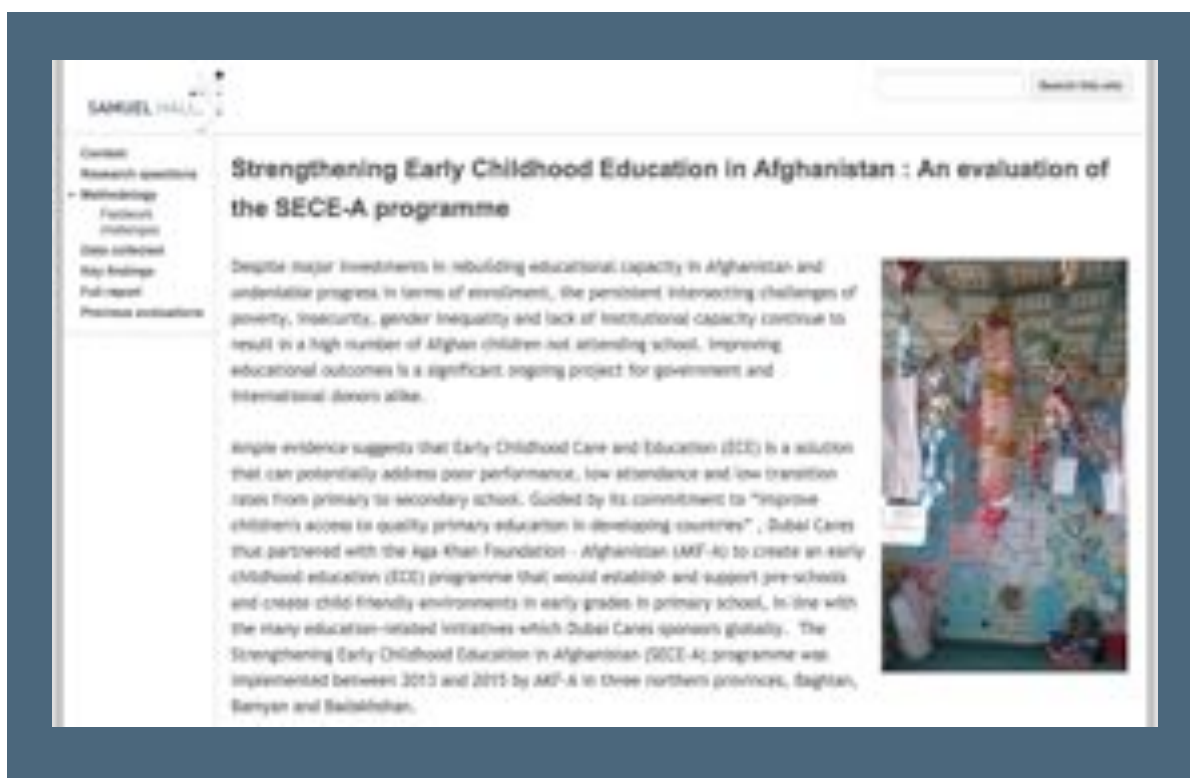 SAMUEL HALL
Search this site
Context
Research questions
Methodology
Fieldwork
challenges
Data collected
Key findings
Full report
Previous evaluations
Strengthening Early Childhood Education in Afghanistan : An evaluation of
the SECE-A programme
Despite major investments in rebuilding educational capacity in Afghanistan and
undeniable progress in terms of enrollment, the persistent intersecting challenges of
poverty, insecurity, gender inequality and lack of institutional capacity continue to
result in a high number of Afghan children not attending school. Improving
educational outcomes is a significant ongoing project for government and
international donors alike.
Ample evidence suggests that Early Childhood Care and Education (ECE) is a solution
that can potentially address poor performance, low attendance and low transition
rates from primary to secondary school. Guided by its commitment to "improve
children's access to quality primary education in developing countries" , Dubai Cares
thus partnered with the Aga Khan Foundation - Afghanistan (AKF-A) to create an early
childhood education (ECE) programme that would establish and support pre-schools
and create child friendly environments in early grades in primary school, in line with
the many education-related initiatives which Dubai Cares sponsors globally. The
Strengthening Early Childhood Education in Afghanistan (SECE-A) programme was
implemented between 2013 and 2015 by AKF-A in three northern provinces, Baghlan,
Bamyan and Badakhshan.